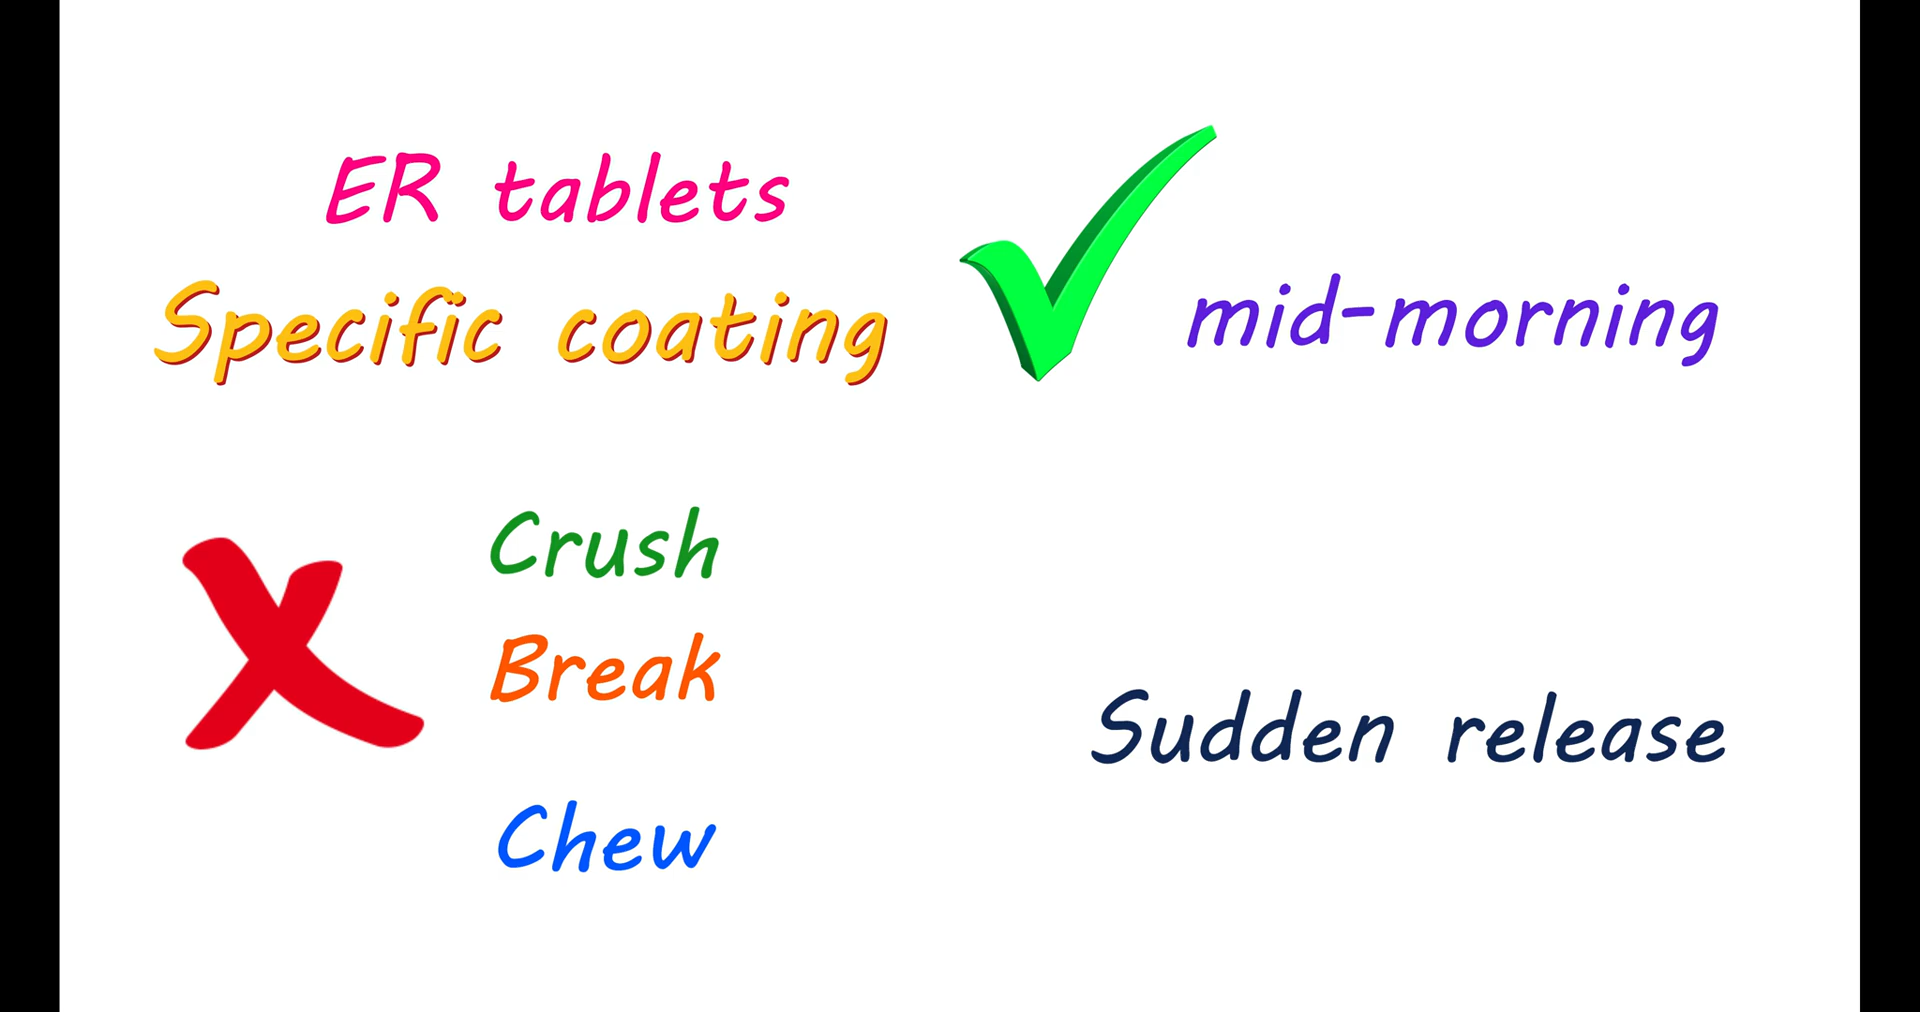 ER tablets
Specific coating
mid-morning
Crush
Break
Chew
Sudden release